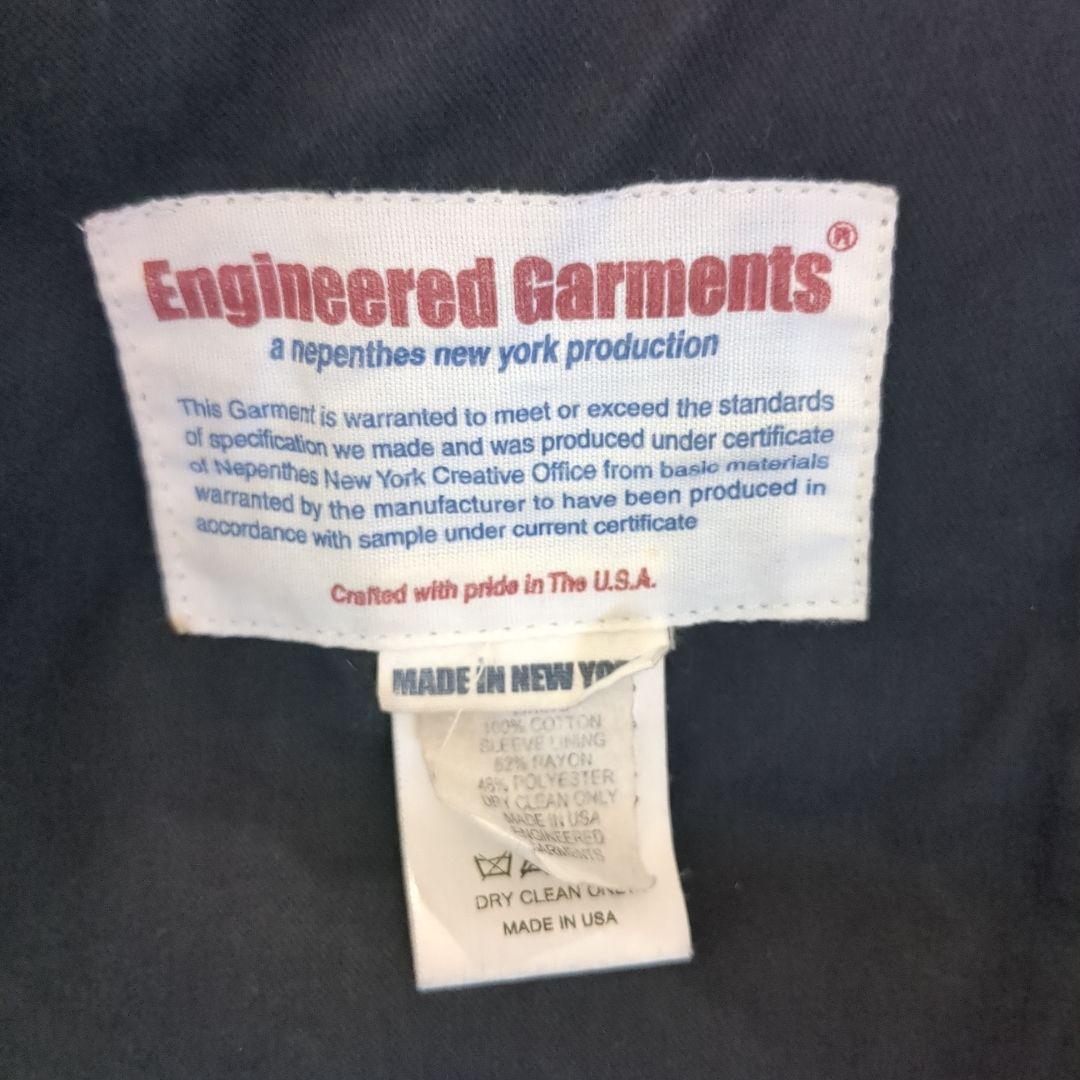 Engineered Garments®
a nepenthes new york production
This Garment is warranted to meet or exceed the standards
of specification we made and was produced under certificate
of Nepenthes New York Creative Office from basic materials
warranted by the manufacturer to have been produced in
accordance with sample under current certificate
Crafted with pride in The U.S.A.
MADE IN NEW
100% COTTON
SLEEVE LINING
52% RAYON
48% POLYESTER
DRY CLEAN ONLY
MADE IN USA
ENGINEERED
GARMENTS
DRY CLEAN
MADE IN USA